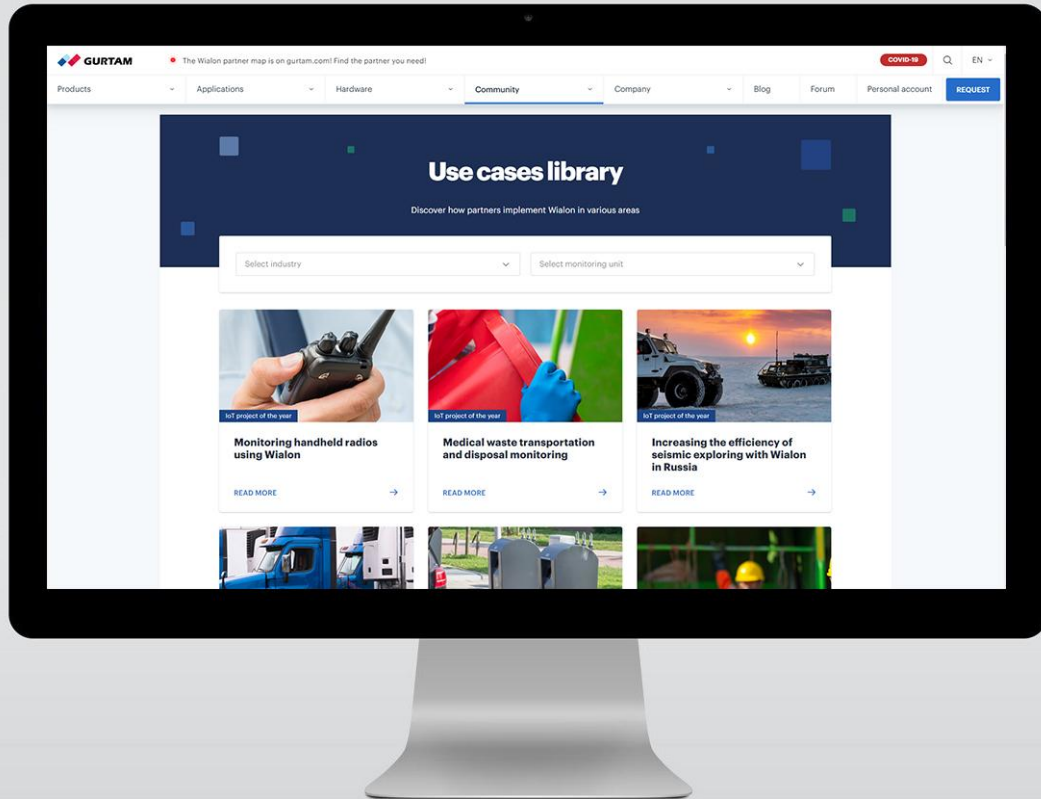 GURTAM
The Wialon partner map is on gurtam.com! Find the partner you need!
COVID-19
EN
Products
Applications
Hardware
Community
Company
Blog
Forum
Personal account
REQUEST
Use cases library
Discover how partners implement Wialon in various areas
Select industry
Select monitoring unit
IoT project of the year
IoT project of the year
IoT project of the year
Monitoring handheld radios
using Wialon
Medical waste transportation
and disposal monitoring
Increasing the efficiency of
seismic exploring with Wialon
in Russia
READ MORE
READ MORE
READ MORE